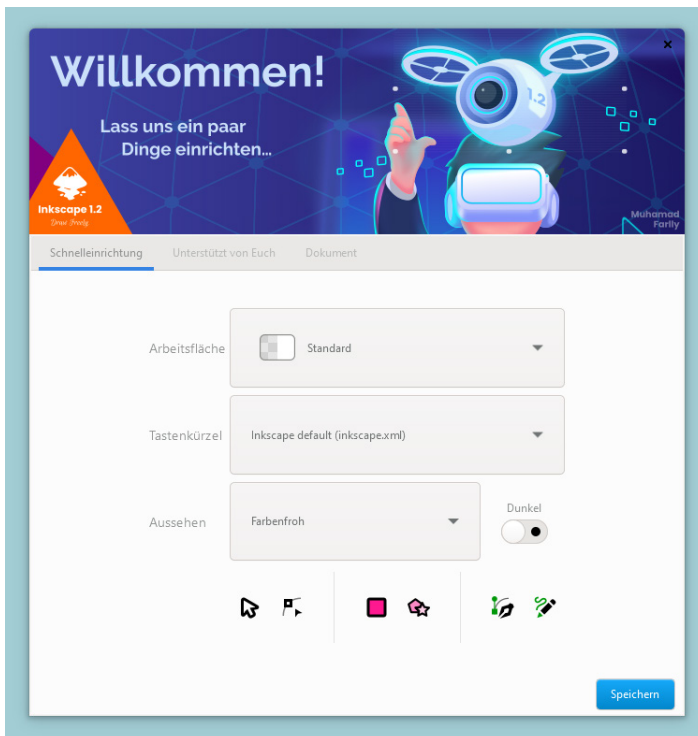 Willkommen!
Lass uns ein paar
Dinge einrichten...
1.2
Inkscape 1.2
Draw Freely
Muhamad
Farlly
Schnelleinrichtung
Unterstützt von Euch
Dokument
Arbeitsfläche
Standard
Tastenkürzel
Inkscape default (inkscape.xml)
Aussehen
Farbenfroh
Dunkel
Speichern